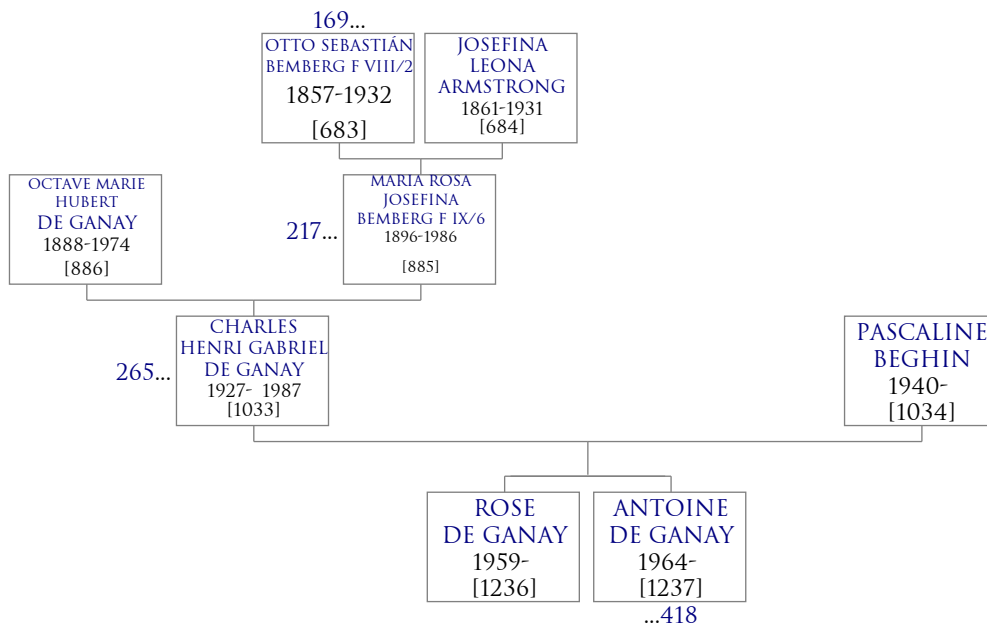 169...
OTTO SEBASTIÁN
BEMBERG F VIII/2
1857-1932
[683]
JOSEFINA
LEONA
ARMSTRONG
1861-1931
[684]
OCTAVE MARIE
HUBERT
DE GANAY
1888-1974
[886]
217...
MARIA ROSA
JOSEFINA
BEMBERG F IX/6
1896-1986
[885]
265...
CHARLES
HENRI GABRIEL
DE GANAY
1927- 1987
[1033]
PASCALINE
BEGHIN
1940-
[1034]
ROSE
DE GANAY
1959-
[1236]
ANTOINE
DE GANAY
1964-
[1237]
...418